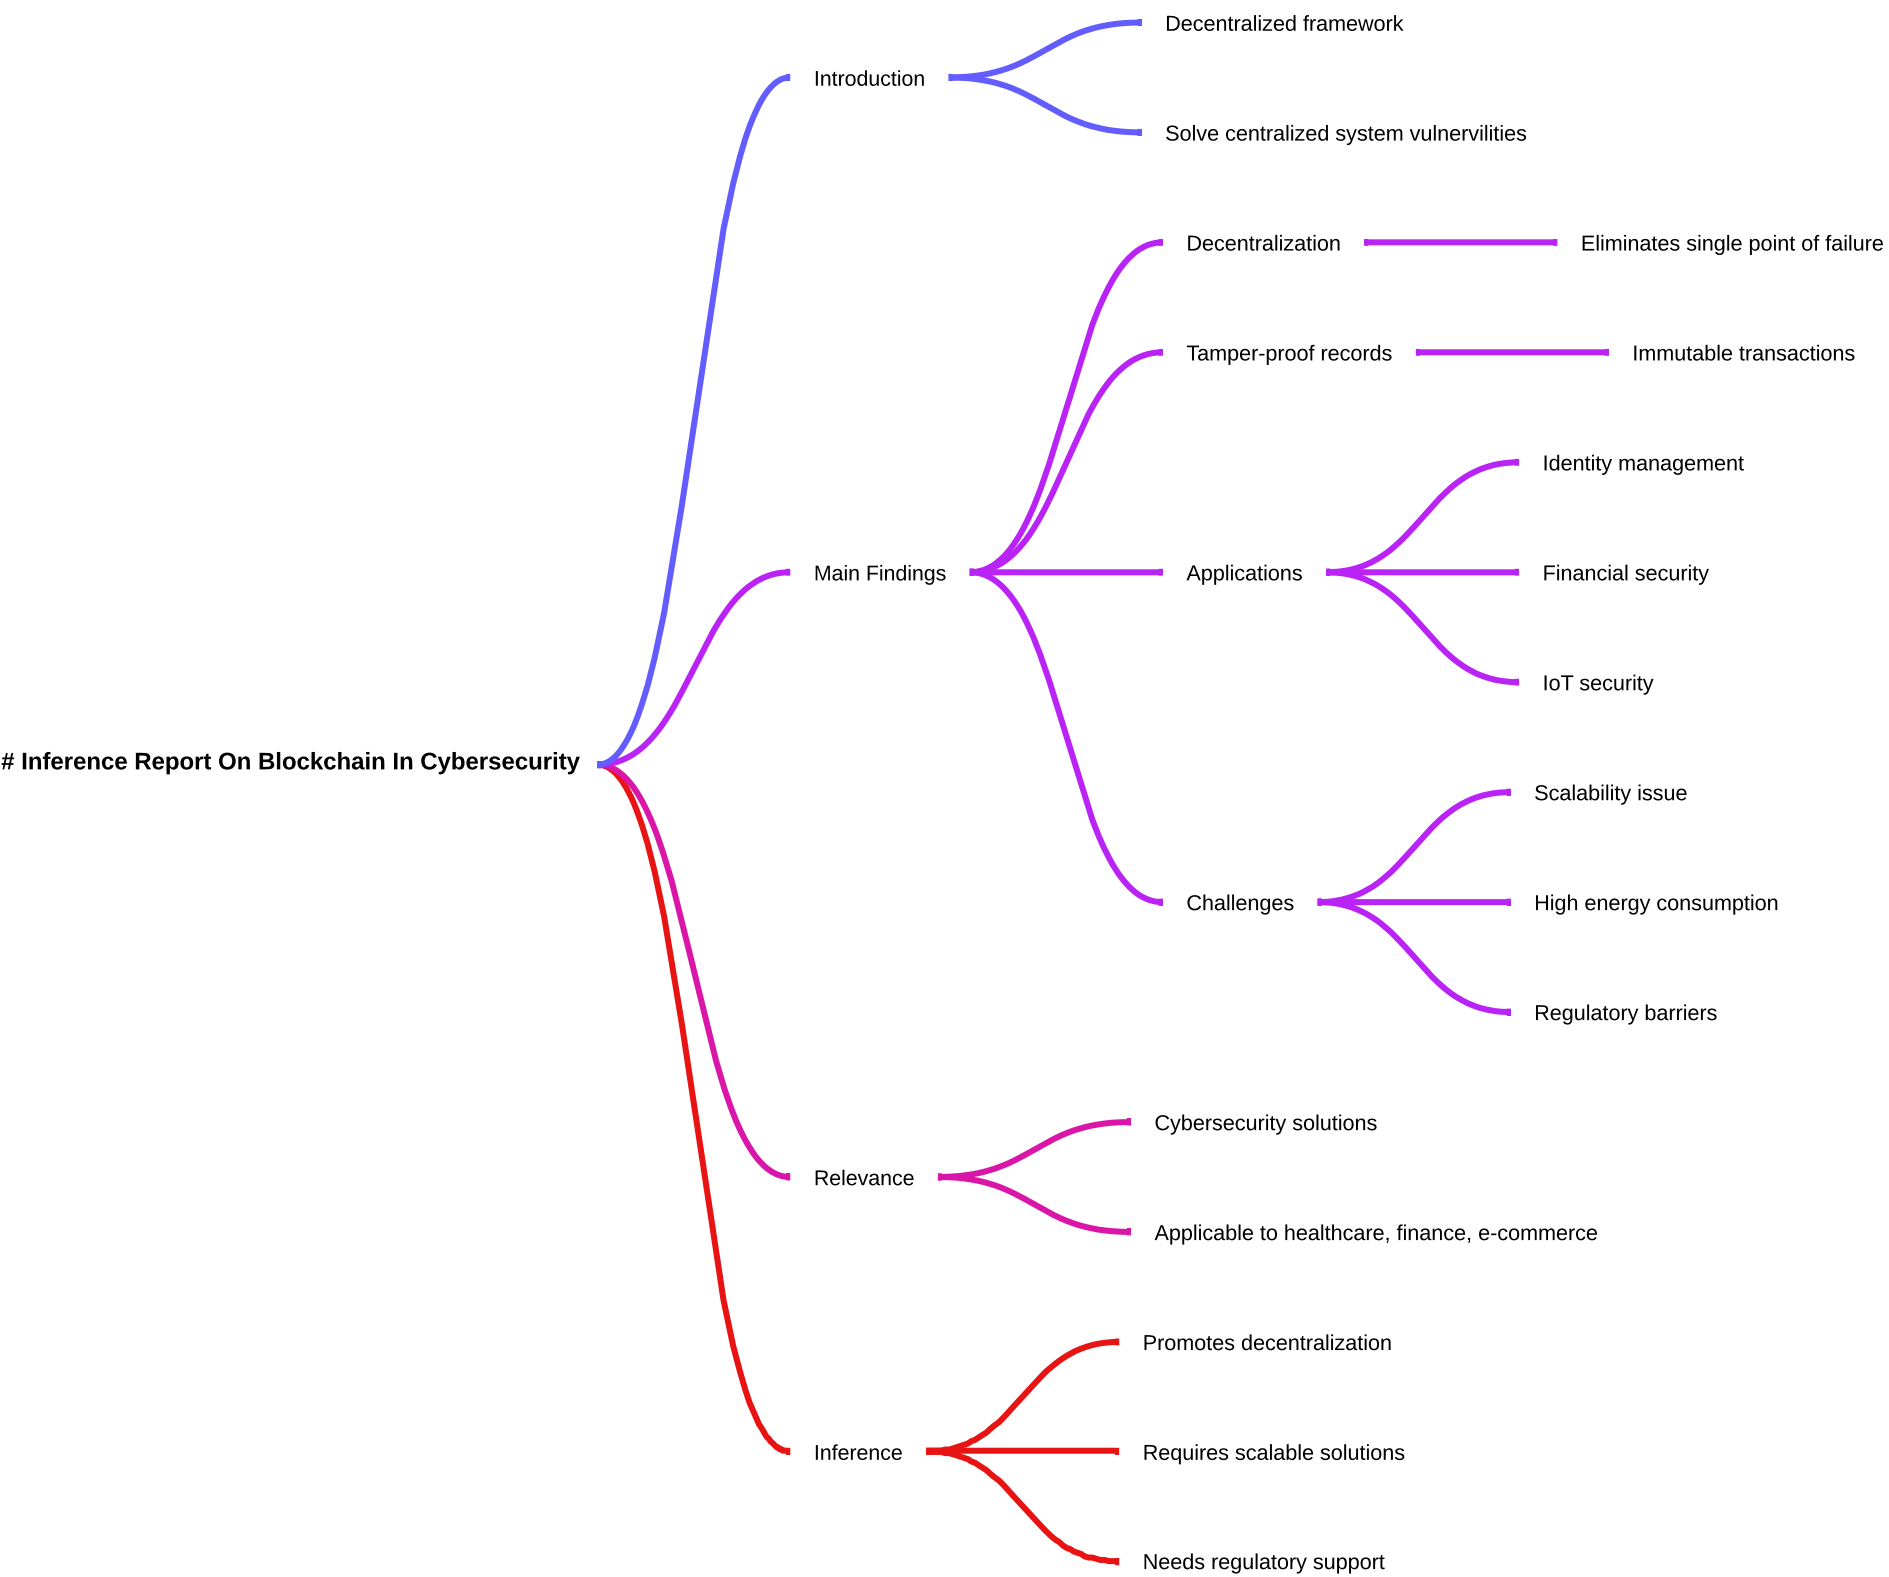 # Inference Report On Blockchain In Cybersecurity
Introduction
Decentralized framework
Solve centralized system vulnervilities
Main Findings
Decentralization
Eliminates single point of failure
Tamper-proof records
Immutable transactions
Applications
Identity management
Financial security
IoT security
Challenges
Scalability issue
High energy consumption
Regulatory barriers
Relevance
Cybersecurity solutions
Applicable to healthcare, finance, e-commerce
Inference
Promotes decentralization
Requires scalable solutions
Needs regulatory support